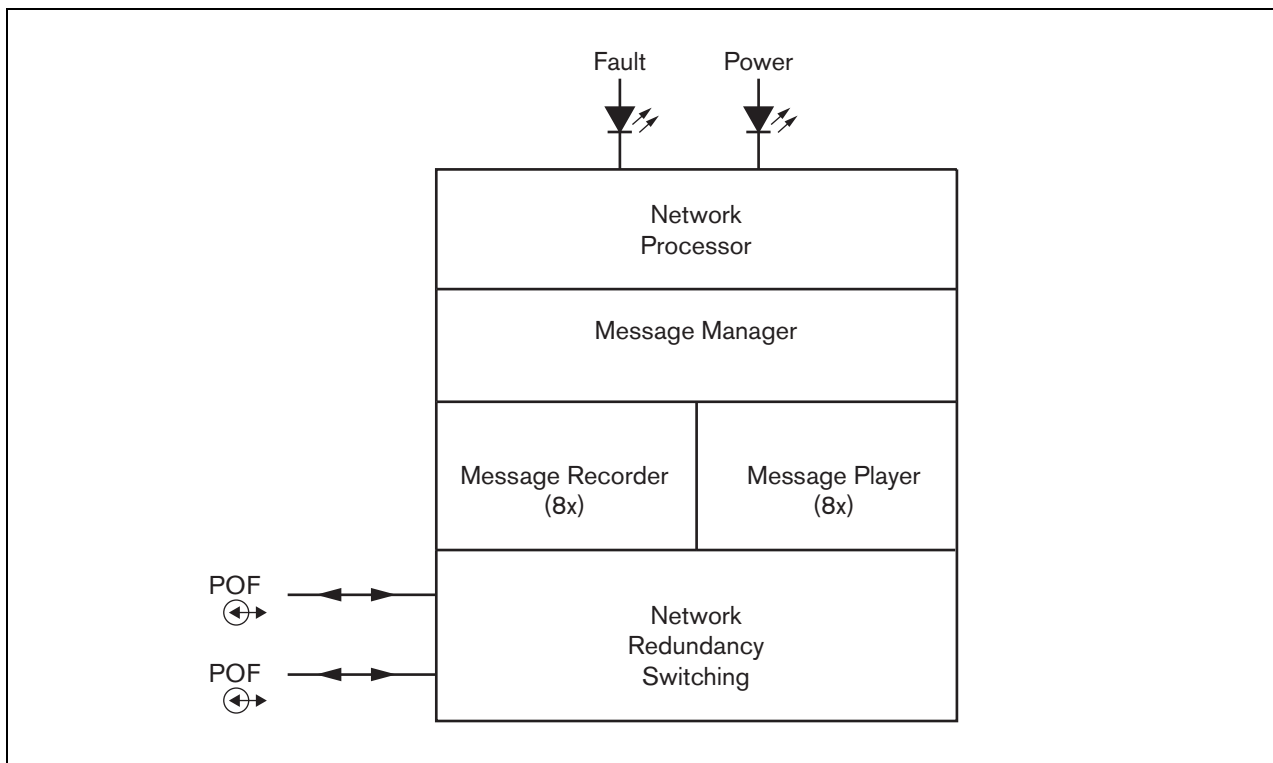 Fault
Power
Network
Processor
Message Manager
Message Recorder
(8x)
Message Player
(8x)
POF
POF
Network
Redundancy
Switching